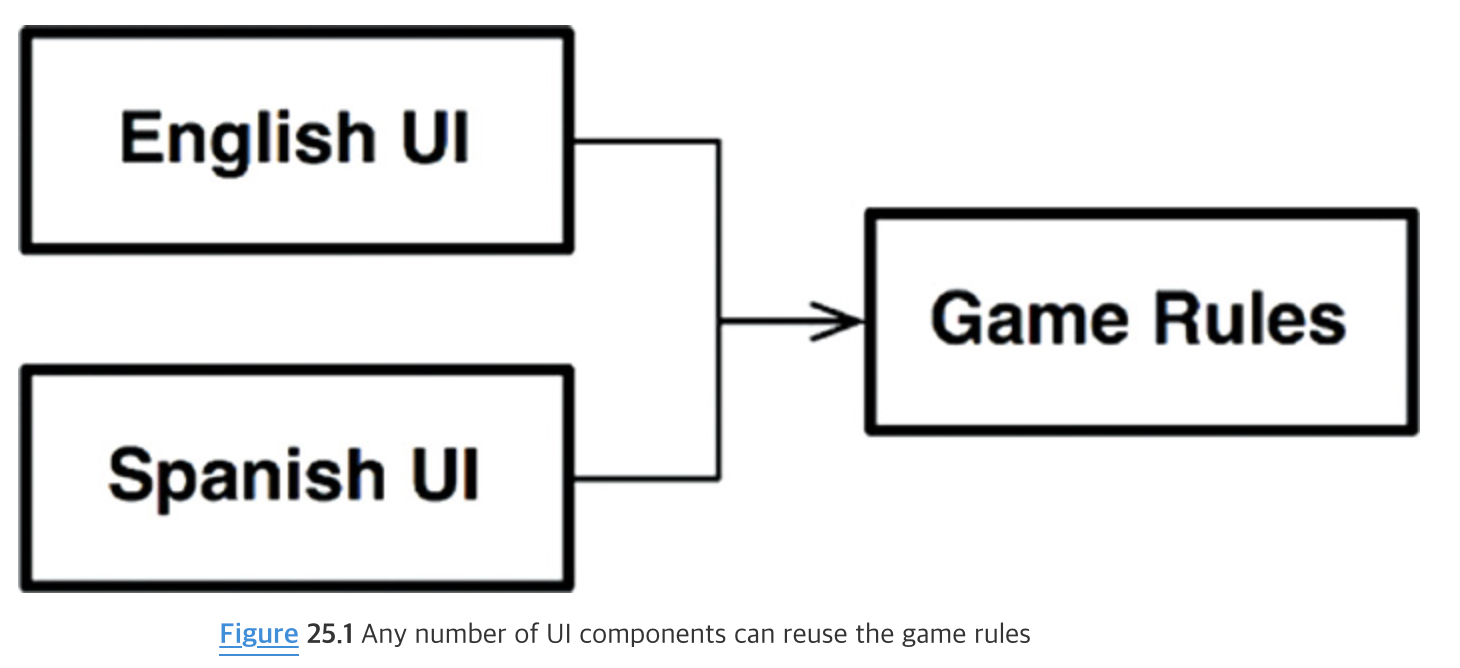 English UI
Spanish UI
Game Rules
Figure 25.1 Any number of UI components can reuse the game rules